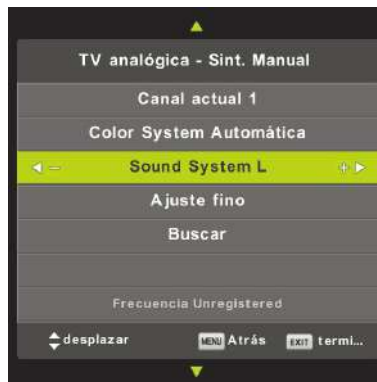 TV analógica - Sint. Manual
Canal actual 1
Color System Automática
Sound System L
Ajuste fino
Buscar
Frecuencia Unregistered
desplazar MENU Atrás EXIT termi...